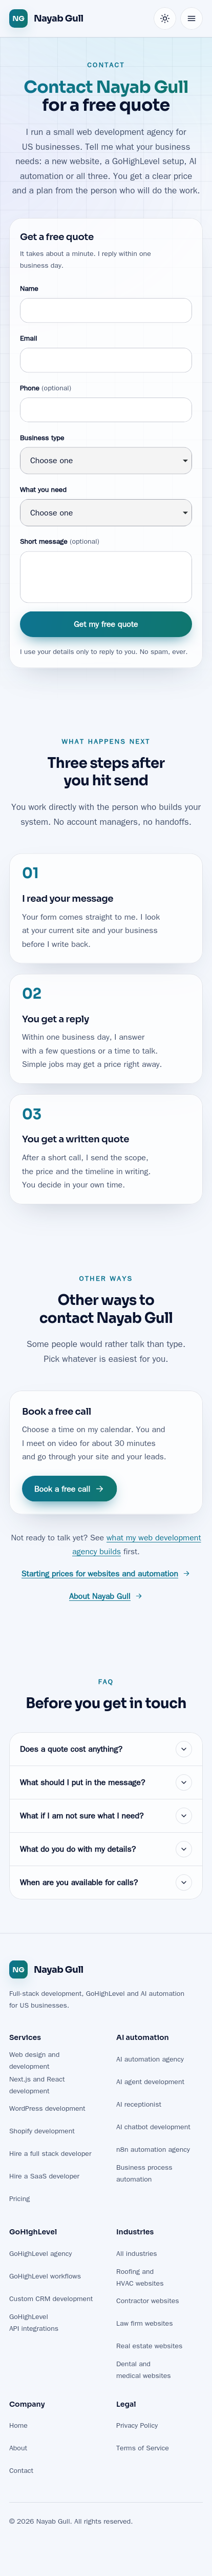 NG Nayab Gull
CONTACT
Contact Nayab Gull
for a free quote
I run a small web development agency for
US businesses. Tell me what your business
needs: a new website, a GoHighLevel setup, AI
automation or all three. You get a clear price
and a plan from the person who will do the work.
Get a free quote
It takes about a minute. I reply within one
business day.
Name
Email
Phone (optional)
Business type
Choose one
What you need
Choose one
Short message (optional)
Get my free quote
I use your details only to reply to you. No spam, ever.
WHAT HAPPENS NEXT
Three steps after
you hit send
You work directly with the person who builds your
system. No account managers, no handoffs.
01
I read your message
Your form comes straight to me. I look
at your current site and your business
before I write back.
02
You get a reply
Within one business day, I answer
with a few questions or a time to talk.
Simple jobs may get a price right away.
03
You get a written quote
After a short call, I send the scope,
the price and the timeline in writing.
You decide in your own time.
OTHER WAYS
Other ways to
contact Nayab Gull
Some people would rather talk than type.
Pick whatever is easiest for you.
Book a free call
Choose a time on my calendar. You and
I meet on video for about 30 minutes
and go through your site and your leads.
Book a free call →
Not ready to talk yet? See what my web development
agency builds first.
Starting prices for websites and automation →
About Nayab Gull →
FAQ
Before you get in touch
Does a quote cost anything?
What should I put in the message?
What if I am not sure what I need?
What do you do with my details?
When are you available for calls?
NG Nayab Gull
Full-stack development, GoHighLevel and AI automation
for US businesses.
Services
Web design and
development
Next.js and React
development
WordPress development
Shopify development
Hire a full stack developer
Hire a SaaS developer
Pricing
AI automation
AI automation agency
AI agent development
AI receptionist
AI chatbot development
n8n automation agency
Business process
automation
GoHighLevel
GoHighLevel agency
GoHighLevel workflows
Custom CRM development
GoHighLevel
API integrations
Industries
All industries
Roofing and
HVAC websites
Contractor websites
Law firm websites
Real estate websites
Dental and
medical websites
Company
Home
About
Contact
Legal
Privacy Policy
Terms of Service
© 2026 Nayab Gull. All rights reserved.